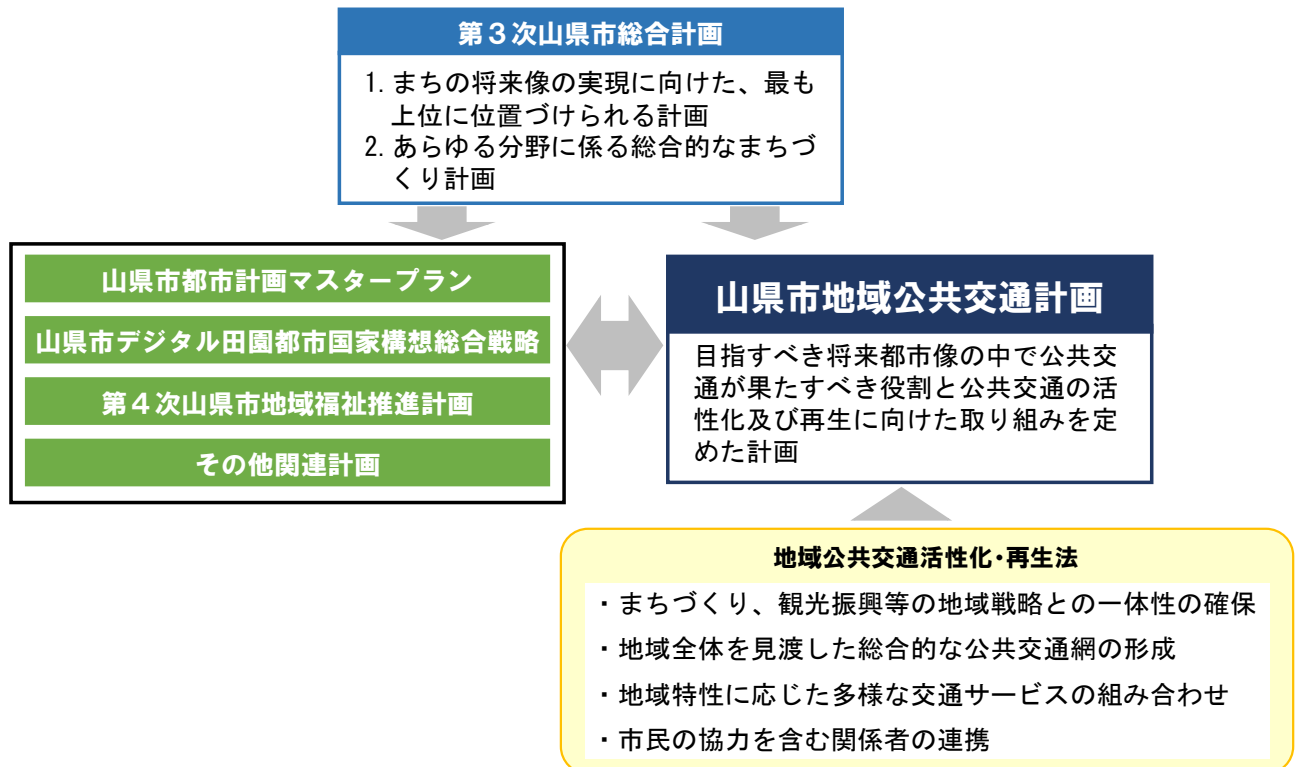 第3次山県市総合計画
1. まちの将来像の実現に向けた、最も
上位に位置づけられる計画
2. あらゆる分野に係る総合的なまちづ
くり計画
山県市都市計画マスタープラン
山県市デジタル田園都市国家構想総合戦略
第4次山県市地域福祉推進計画
その他関連計画
山県市地域公共交通計画
目指すべき将来都市像の中で公共交
通が果たすべき役割と公共交通の活
性化及び再生に向けた取り組みを定
めた計画
地域公共交通活性化・再生法
・まちづくり、観光振興等の地域戦略との一体性の確保
・地域全体を見渡した総合的な公共交通網の形成
・地域特性に応じた多様な交通サービスの組み合わせ
・市民の協力を含む関係者の連携